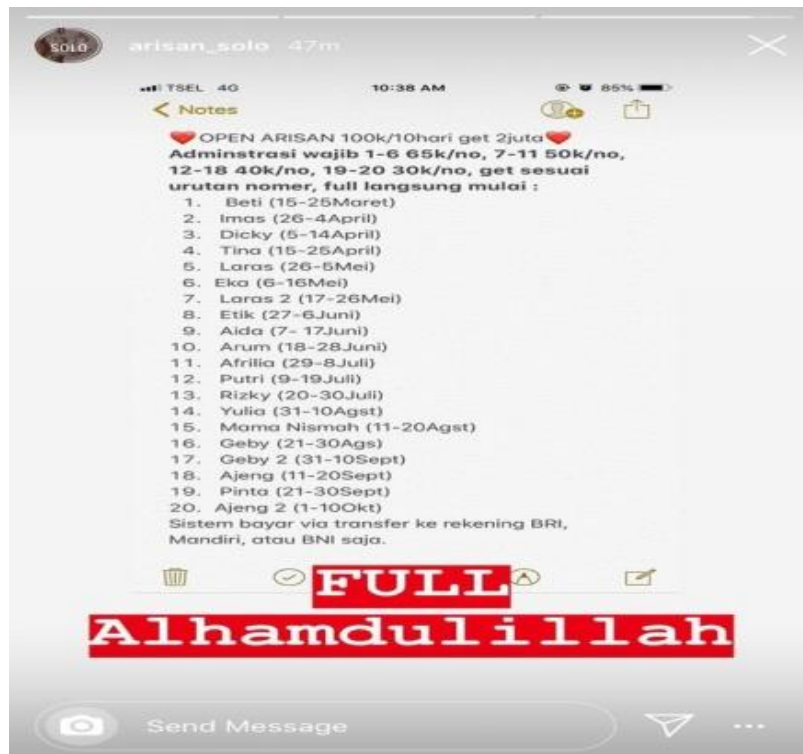 SOLO
arisan_solo 47m
TSEL 4G 10:38 AM 85%
Notes
OPEN ARISAN 100k/10hari get 2juta
Adminstrasi wajib 1-6 65k/no, 7-11 50k/no,
12-18 40k/no, 19-20 30k/no, get sesuai
urutan nomer, full langsung mulai :
1. Beti (15-25Maret)
2. Imas (26-4April)
3. Dicky (5-14April)
4. Tina (15-25April)
5. Laras (26-5Mei)
6. Eka (6-16Mei)
7. Laras 2 (17-26Mei)
8. Etik (27-6Juni)
9. Aida (7- 17Juni)
10. Arum (18-28Juni)
11. Afrilia (29-8Juli)
12. Putri (9-19Juli)
13. Rizky (20-30Juli)
14. Yulia (31-10Agst)
15. Mama Nismah (11-20Agst)
16. Geby (21-30Ags)
17. Geby 2 (31-10Sept)
18. Ajeng (11-20Sept)
19. Pinta (21-30Sept)
20. Ajeng 2 (1-10Okt)
Sistem bayar via transfer ke rekening BRI,
Mandiri, atau BNI saja.
FULL
Alhamdulillah
Send Message